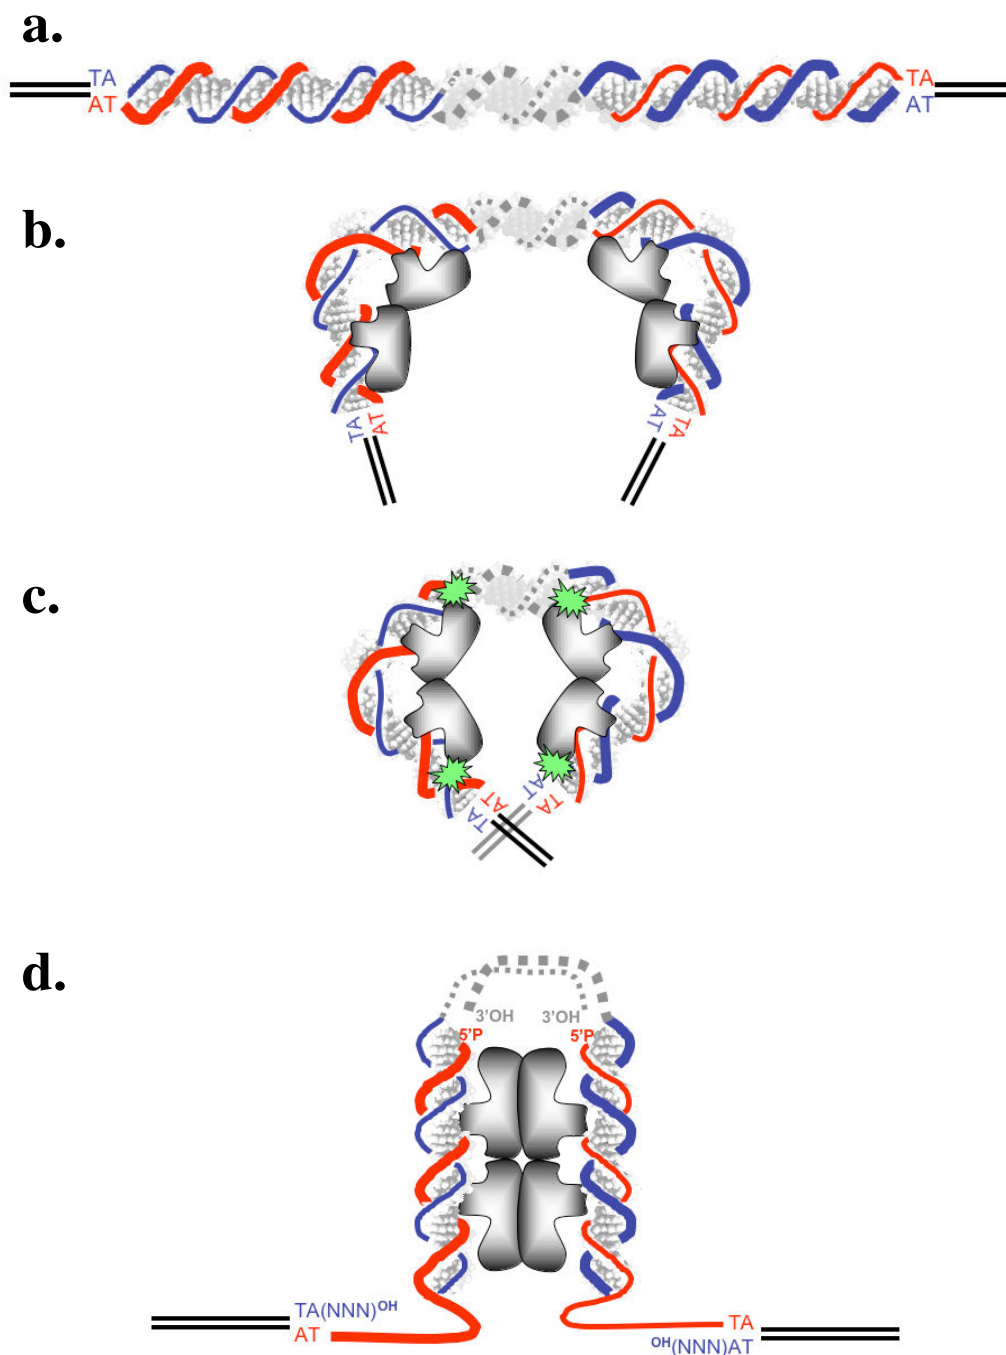 a.
TA TA
AT AT
b.
TA AT AT TA
c.
TA AT AT TA
d.
3'OH 3'OH
5'P 5'P
TA(NNN)OH TA
AT OH(NNN)AT